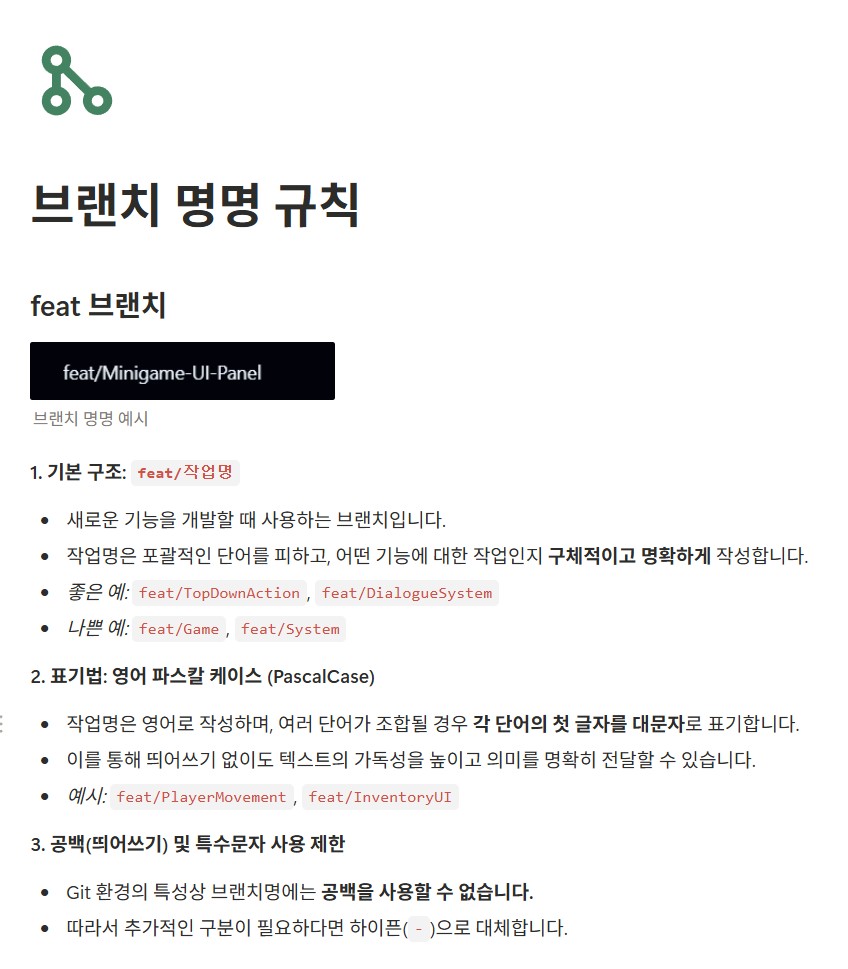 브랜치 명명 규칙
feat 브랜치
feat/Minigame-UI-Panel
브랜치 명명 예시
1. 기본 구조: feat/작업명
• 새로운 기능을 개발할 때 사용하는 브랜치입니다.
• 작업명은 포괄적인 단어를 피하고, 어떤 기능에 대한 작업인지 구체적이고 명확하게 작성합니다.
• 좋은 예: feat/TopDownAction , feat/DialogueSystem
• 나쁜 예: feat/Game , feat/System
2. 표기법: 영어 파스칼 케이스 (PascalCase)
• 작업명은 영어로 작성하며, 여러 단어가 조합될 경우 각 단어의 첫 글자를 대문자로 표기합니다.
• 이를 통해 띄어쓰기 없이도 텍스트의 가독성을 높이고 의미를 명확히 전달할 수 있습니다.
• 예시: feat/PlayerMovement , feat/InventoryUI
3. 공백(띄어쓰기) 및 특수문자 사용 제한
• Git 환경의 특성상 브랜치명에는 공백을 사용할 수 없습니다.
• 따라서 추가적인 구분이 필요하다면 하이픈( - )으로 대체합니다.